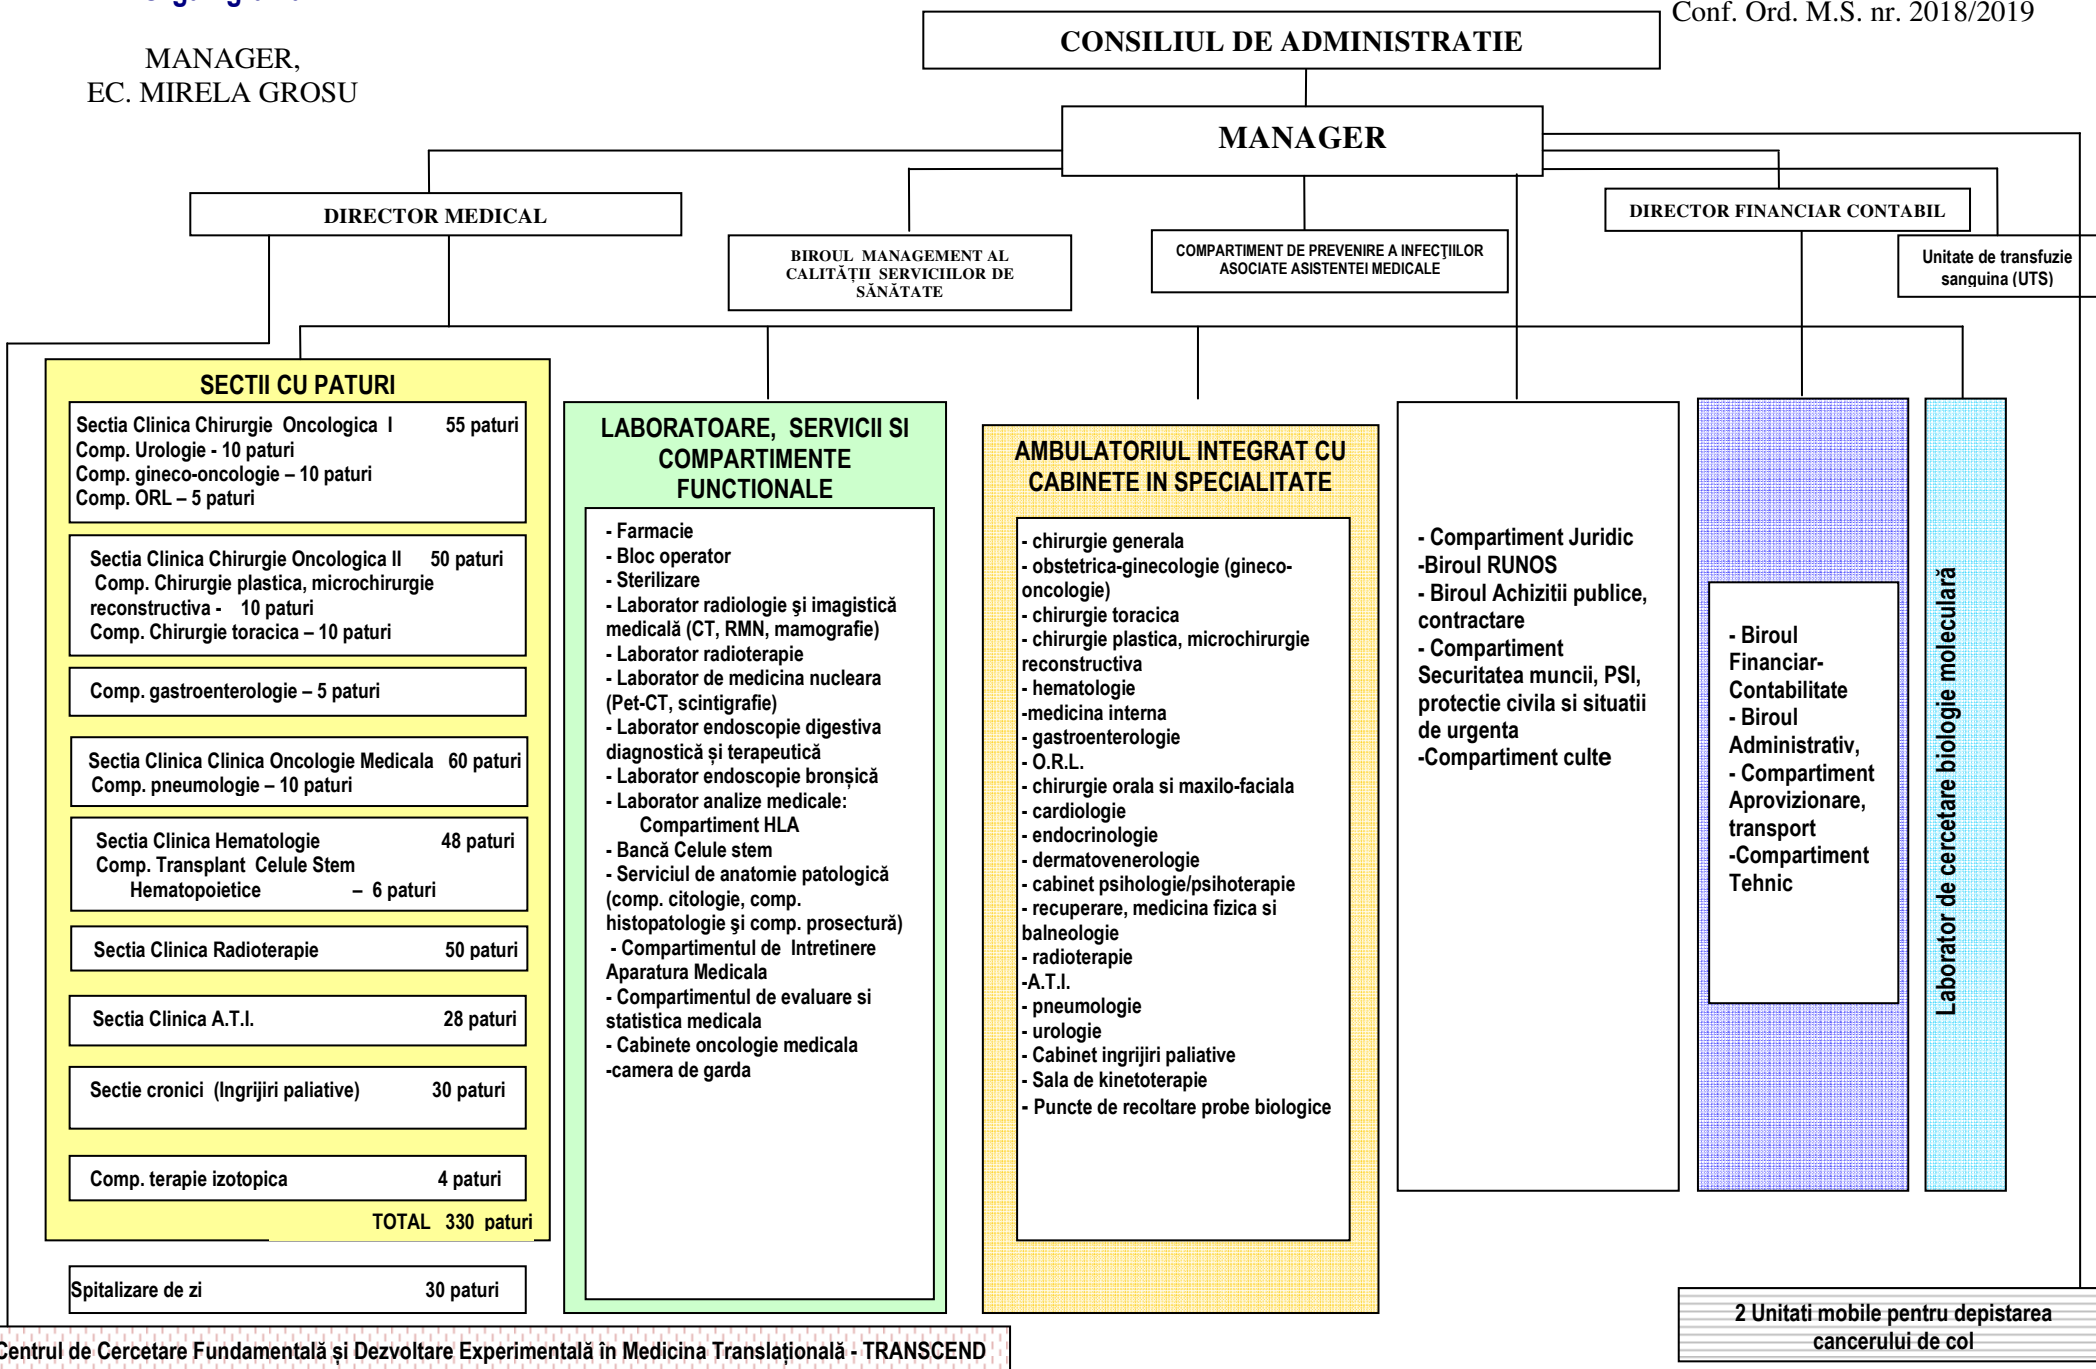 Conf. Ord. M.S. nr. 2018/2019
MANAGER,
EC. MIRELA GROSU
CONSILIUL DE ADMINISTRATIE
MANAGER
DIRECTOR MEDICAL
DIRECTOR FINANCIAR CONTABIL
BIROUL MANAGEMENT AL
CALITĂȚII SERVICIILOR DE
SĂNĂTATE
COMPARTIMENT DE PREVENIRE A INFECŢIILOR
ASOCIATE ASISTENTEI MEDICALE
Unitate de transfuzie
sanguina (UTS)
SECTII CU PATURI
Sectia Clinica Chirurgie Oncologica I 55 paturi
Comp. Urologie - 10 paturi
Comp. gineco-oncologie – 10 paturi
Comp. ORL – 5 paturi
Sectia Clinica Chirurgie Oncologica II 50 paturi
Comp. Chirurgie plastica, microchirurgie
reconstructiva - 10 paturi
Comp. Chirurgie toracica – 10 paturi
Comp. gastroenterologie – 5 paturi
Sectia Clinica Clinica Oncologie Medicala 60 paturi
Comp. pneumologie – 10 paturi
Sectia Clinica Hematologie 48 paturi
Comp. Transplant Celule Stem
Hematopoietice – 6 paturi
Sectia Clinica Radioterapie 50 paturi
Sectia Clinica A.T.I. 28 paturi
Sectie cronici (Ingrijiri paliative) 30 paturi
Comp. terapie izotopica 4 paturi
TOTAL 330 paturi
Spitalizare de zi 30 paturi
LABORATOARE, SERVICII SI
COMPARTIMENTE
FUNCTIONALE
- Farmacie
- Bloc operator
- Sterilizare
- Laborator radiologie şi imagistică
medicală (CT, RMN, mamografie)
- Laborator radioterapie
- Laborator de medicina nucleara
(Pet-CT, scintigrafie)
- Laborator endoscopie digestiva
diagnostică și terapeutică
- Laborator endoscopie bronșică
- Laborator analize medicale:
Compartiment HLA
- Bancă Celule stem
- Serviciul de anatomie patologică
(comp. citologie, comp.
histopatologie şi comp. prosectură)
- Compartimentul de Intretinere
Aparatura Medicala
- Compartimentul de evaluare si
statistica medicala
- Cabinete oncologie medicala
-camera de garda
AMBULATORIUL INTEGRAT CU
CABINETE IN SPECIALITATE
- chirurgie generala
- obstetrica-ginecologie (gineco-
oncologie)
- chirurgie toracica
- chirurgie plastica, microchirurgie
reconstructiva
- hematologie
-medicina interna
- gastroenterologie
- O.R.L.
- chirurgie orala si maxilo-faciala
- cardiologie
- endocrinologie
- dermatovenerologie
- cabinet psihologie/psihoterapie
- recuperare, medicina fizica si
balneologie
- radioterapie
-A.T.I.
- pneumologie
- urologie
- Cabinet ingrijiri paliative
- Sala de kinetoterapie
- Puncte de recoltare probe biologice
- Compartiment Juridic
-Biroul RUNOS
- Biroul Achizitii publice,
contractare
- Compartiment
Securitatea muncii, PSI,
protectie civila si situatii
de urgenta
-Compartiment culte
- Biroul
Financiar-
Contabilitate
- Biroul
Administrativ,
- Compartiment
Aprovizionare,
transport
-Compartiment
Tehnic
Laborator de cercetare biologie moleculară
2 Unitati mobile pentru depistarea
cancerului de col
Centrul de Cercetare Fundamentală și Dezvoltare Experimentală în Medicina Translațională - TRANSCEND